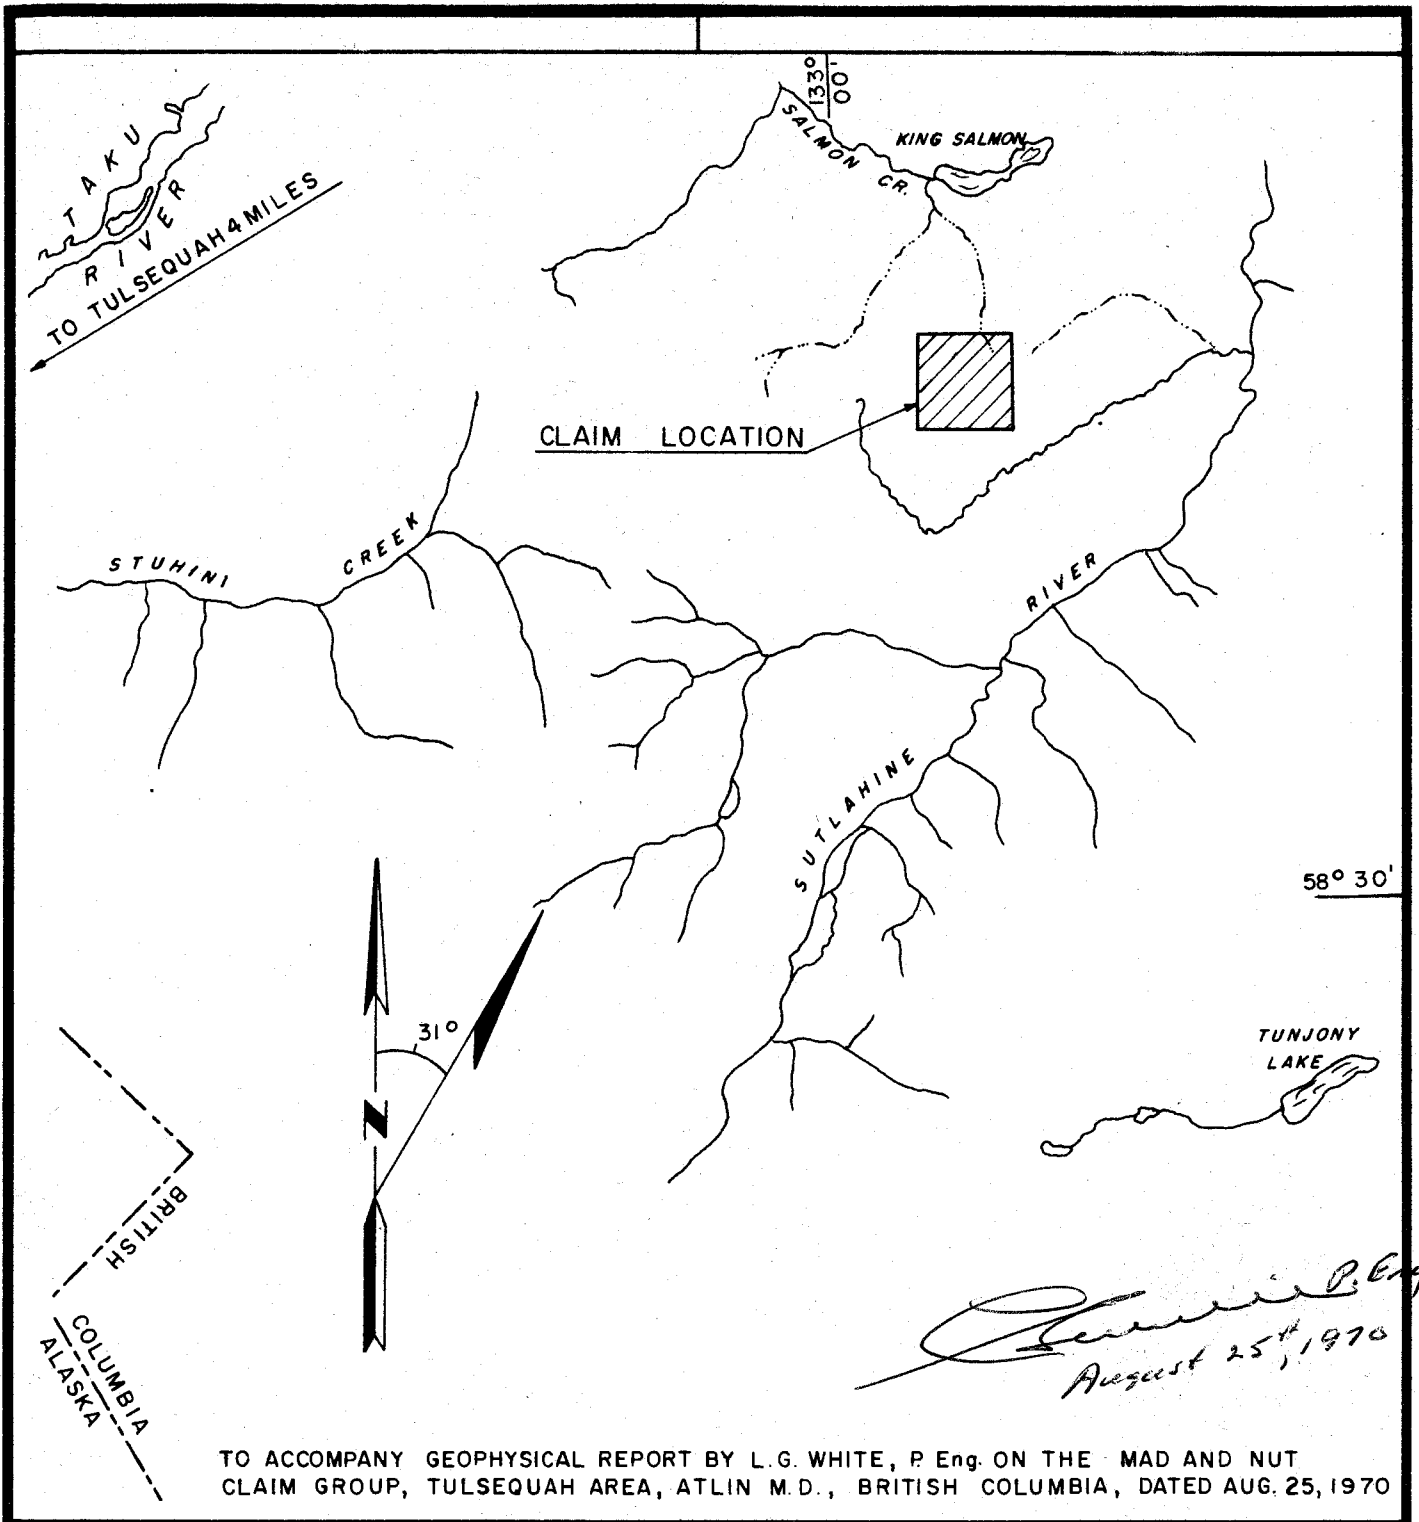 133° 00'
TAKU RIVER
TO TULSEQUAH 4 MILES
SALMON CR.
KING SALMON
CLAIM LOCATION
STUHINI CREEK
SUTLAHINE RIVER
58° 30'
31°
N
TUNJONY
LAKE
BRITISH
COLUMBIA
ALASKA
P. Eng
August 25th, 1970
TO ACCOMPANY GEOPHYSICAL REPORT BY L.G. WHITE, P. Eng. ON THE MAD AND NUT
CLAIM GROUP, TULSEQUAH AREA, ATLIN M.D., BRITISH COLUMBIA, DATED AUG. 25, 1970